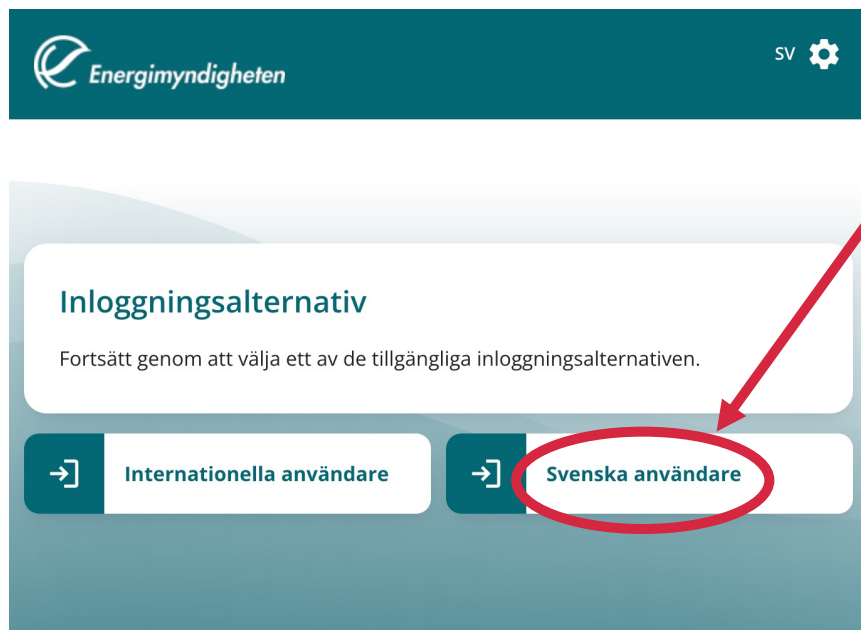 Energimyndigheten
SV
Inloggningsalternativ
Fortsätt genom att välja ett av de tillgängliga inloggningsalternativen.
Internationella användare
Svenska användare